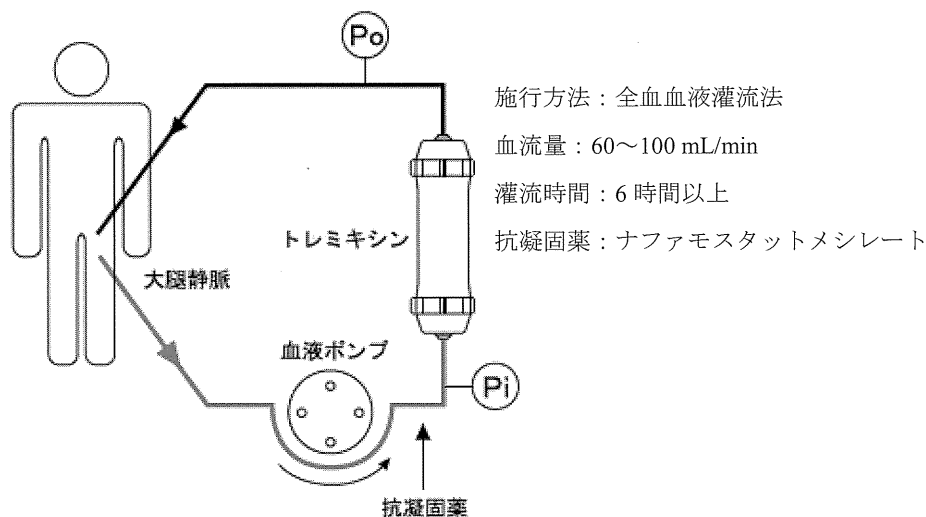 Po
施行方法：全血血液灌流法
血流量：60～100 mL/min
灌流時間：6 時間以上
トレミキシン
抗凝固薬：ナファモスタットメシレート
大腿静脈
血液ポンプ
Pi
抗凝固薬